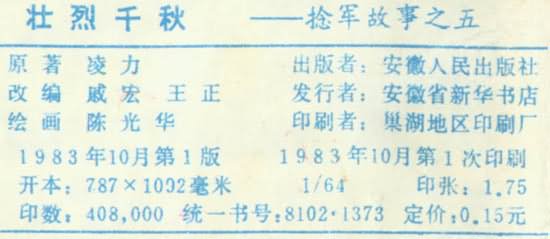 壮烈千秋 ——捻军故事之五
原著 凌力 出版者：安徽人民出版社
改编 戚宏 王正 发行者：安徽省新华书店
绘画 陈光华 印刷者：巢湖地区印刷厂
1983年10月第1版 1983年10月第1次印刷
开本：787×1092毫米 1/64 印张：1.75
印数：408,000 统一书号：8102·1373 定价：0.15元